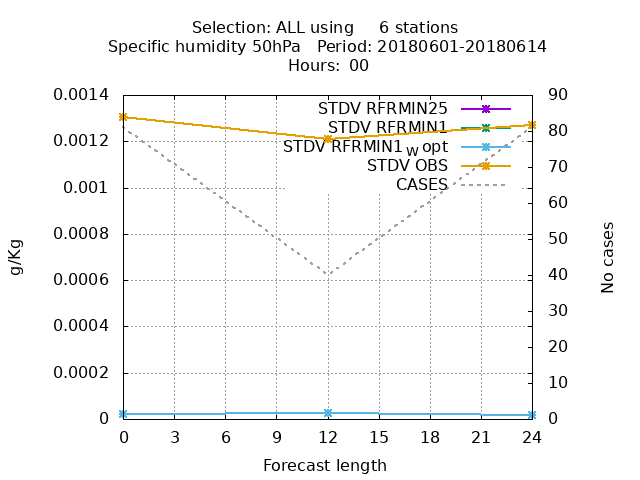 Selection: ALL using 6 stations
Specific humidity 50hPa Period: 20180601-20180614
Hours: 00
0.0014
0.0012
0.001
0.0008
0.0006
0.0004
0.0002
0
g/Kg
STDV RFRMIN25
STDV RFRMIN1
STDV RFRMIN1_W opt
STDV OBS
CASES
90
80
70
60
50
40
30
20
10
0
No cases
0 3 6 9 12 15 18 21 24
Forecast length